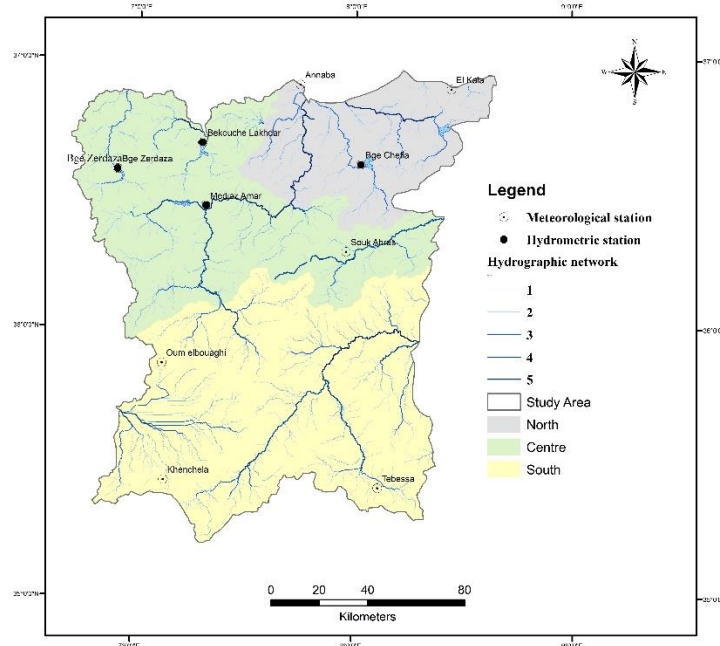 Annaba
El Kala
Bekouche Lakhdar
Bge Zerdaza Bge Zerdaza
Bge Cheffia
Medjez Amar
Souk Ahras
Oum elbouaghi
Khenchela
Tebessa
N
W
E
S
Legend
Meteorological station
Hydrometric station
Hydrographic network
1
2
3
4
5
Study Area
North
Centre
South
0 20 40 80
Kilometers